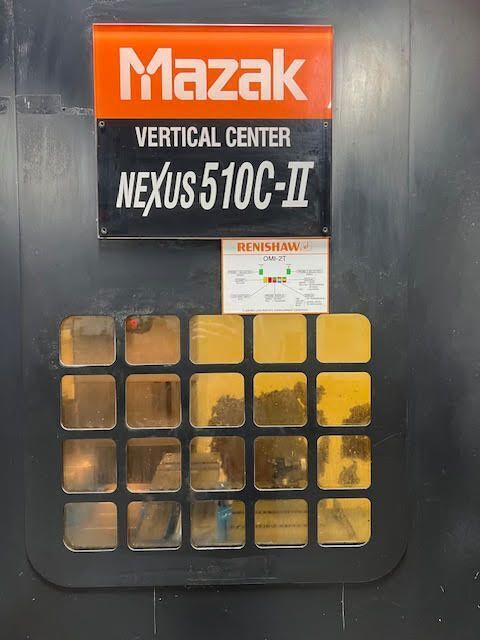 Mazak
VERTICAL CENTER
NEXUS 510C-II
RENISHAW
OMI-2T